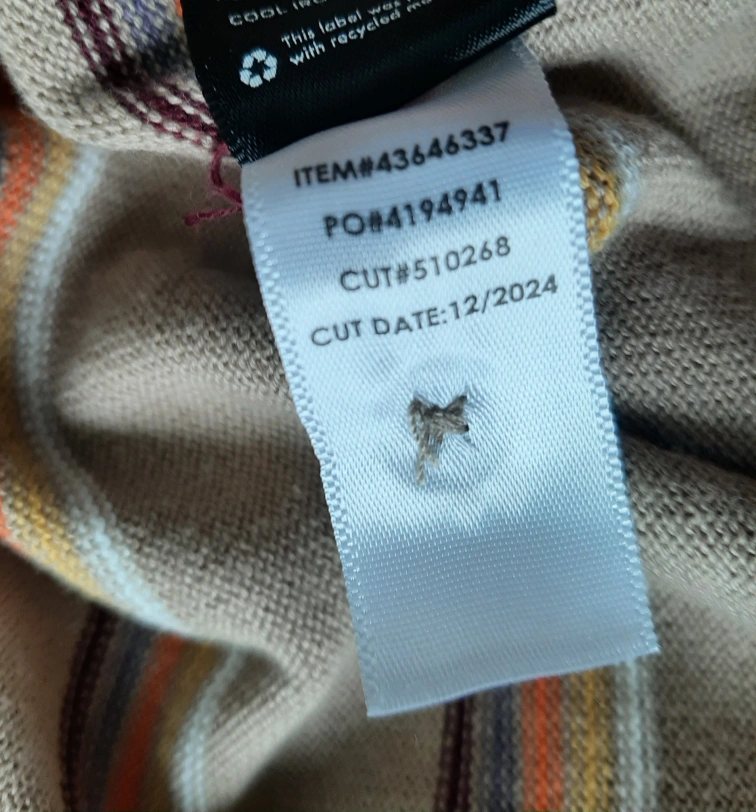 COOL
This label was
with recycled
ITEM#43646337
PO#4194941
CUT#510268
CUT DATE:12/2024